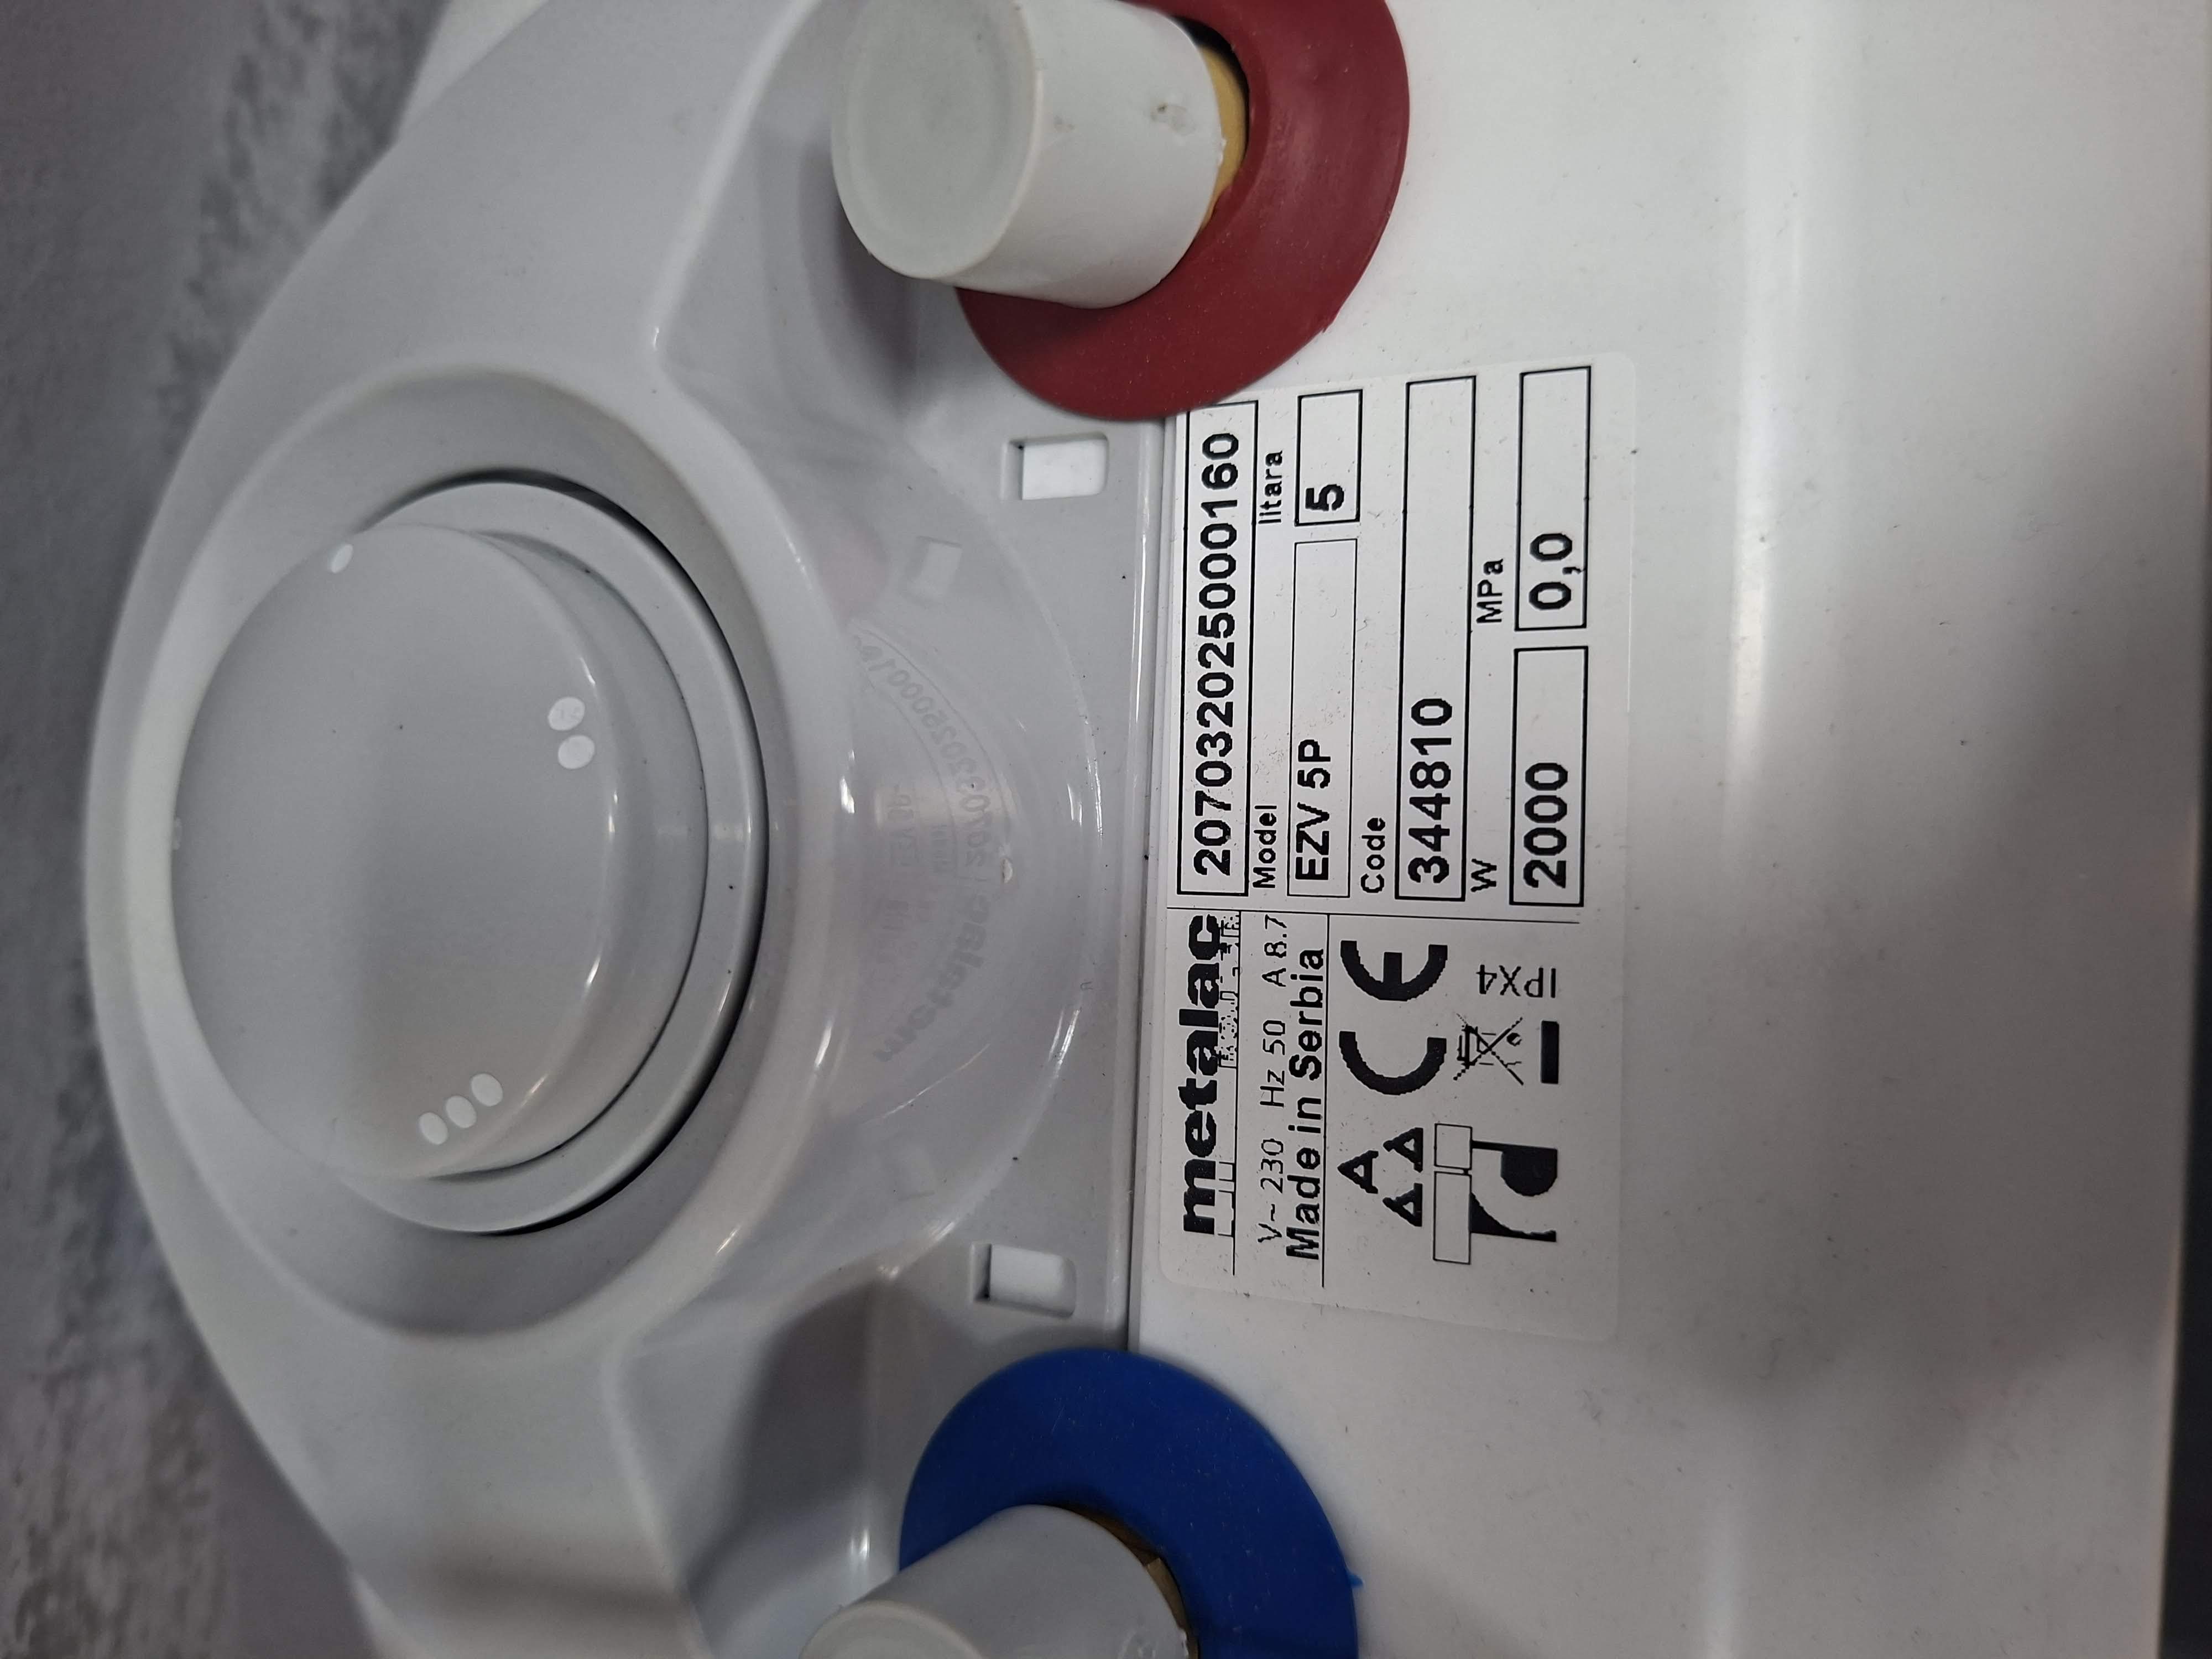 metalac
V~ 230 Hz 50 A 8.7
Made in Serbia
IPX4
207032025000160
Model litara
EZV 5P 5
Code
344810
W MPa
2000 0,0